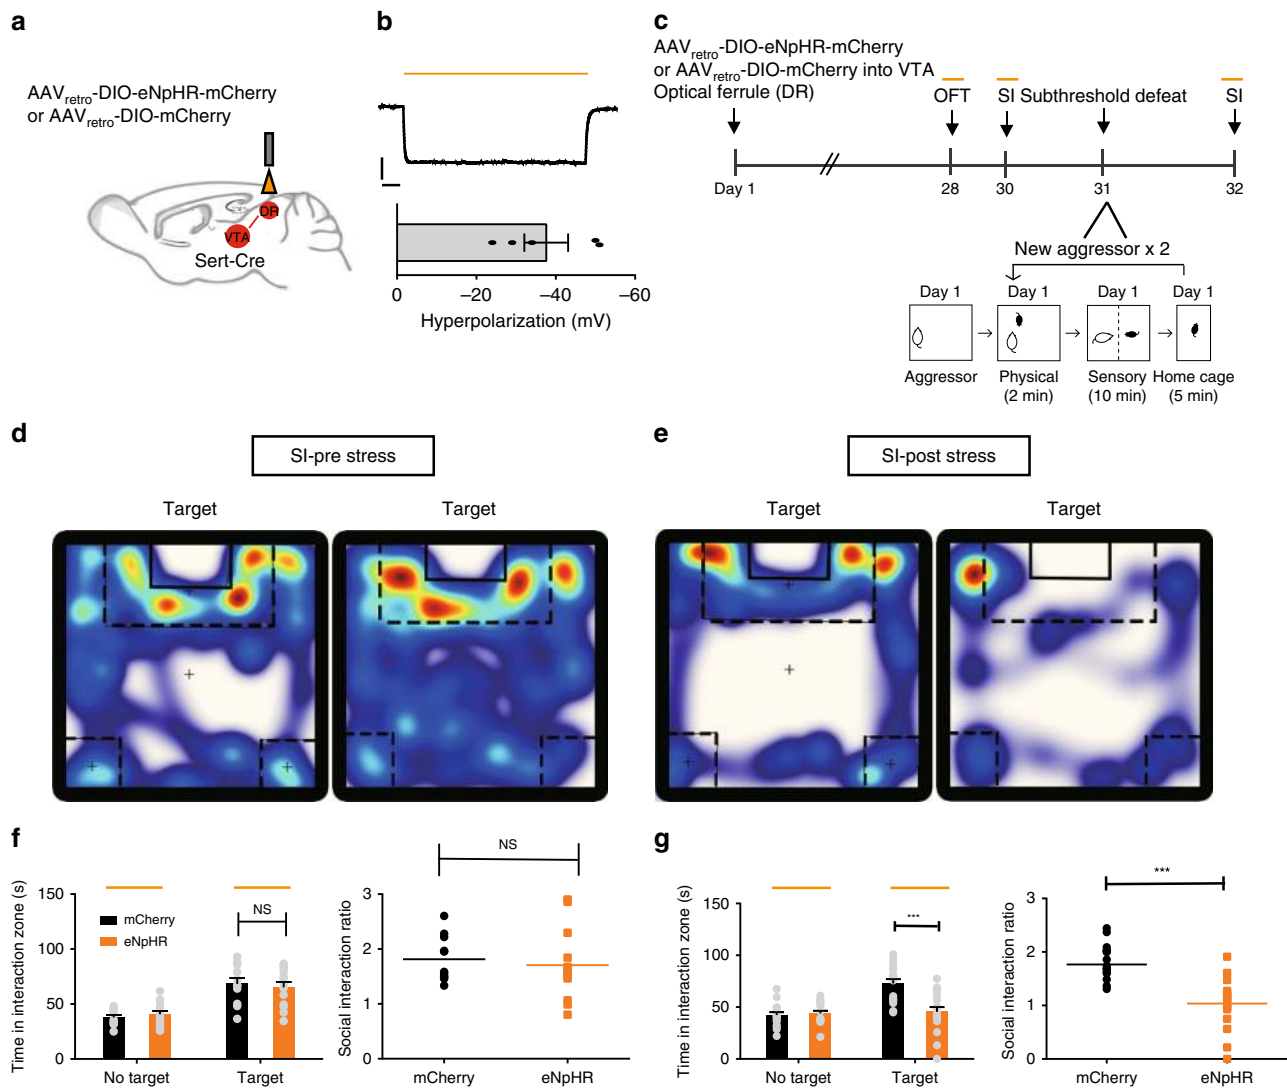 a
AAVretro-DIO-eNpHR-mCherry
or AAVretro-DIO-mCherry
DR
VTA
Sert-Cre
b
0 –20 –40 –60
Hyperpolarization (mV)
c
AAVretro-DIO-eNpHR-mCherry
or AAVretro-DIO-mCherry into VTA
Optical ferrule (DR)
OFT SI Subthreshold defeat SI
Day 1 28 30 31 32
New aggressor x 2
Day 1 Day 1 Day 1 Day 1
Aggressor Physical Sensory Home cage
(2 min) (10 min) (5 min)
d
SI-pre stress
Target Target
e
SI-post stress
Target Target
f
Time in interaction zone (s)
150
100
50
0
mCherry
eNpHR
NS
No target Target
Social interaction ratio
3
2
1
0
NS
mCherry eNpHR
g
Time in interaction zone (s)
150
100
50
0
***
No target Target
Social interaction ratio
3
2
1
0
***
mCherry eNpHR